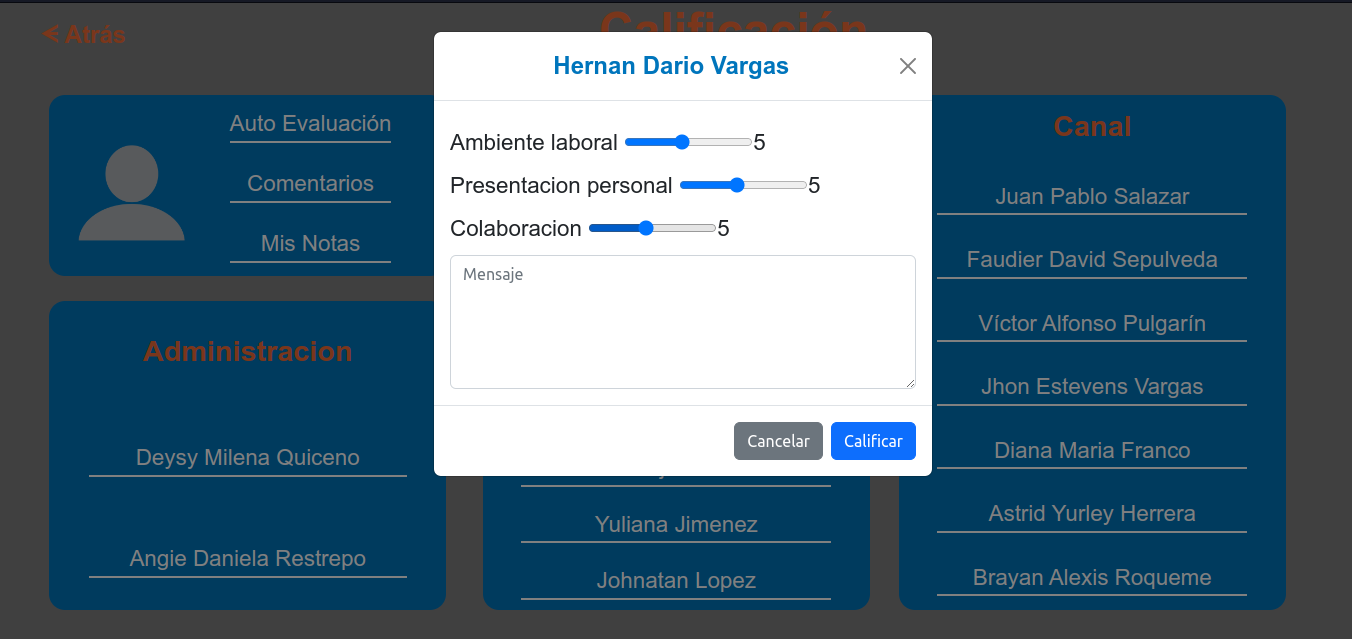 < Atrás
Calificación
Hernan Dario Vargas
Ambiente laboral 5
Presentacion personal 5
Colaboracion 5
Mensaje
Cancelar
Calificar
Auto Evaluación
Comentarios
Mis Notas
Administracion
Deysy Milena Quiceno
Angie Daniela Restrepo
Yuliana Jimenez
Johnatan Lopez
Canal
Juan Pablo Salazar
Faudier David Sepulveda
Víctor Alfonso Pulgarín
Jhon Estevens Vargas
Diana Maria Franco
Astrid Yurley Herrera
Brayan Alexis Roqueme